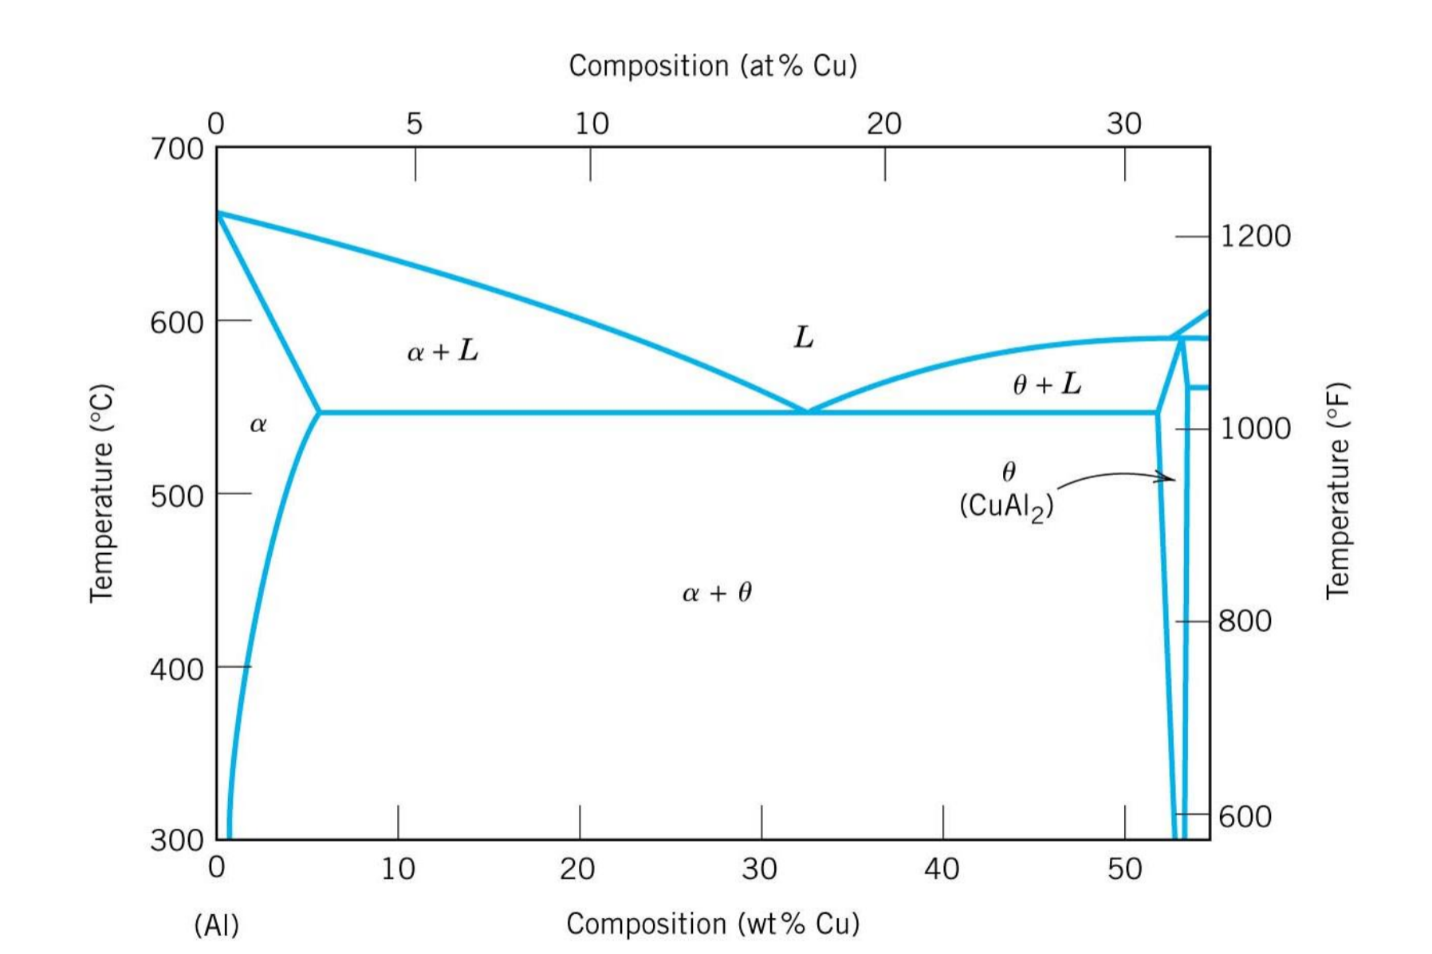 Composition (at% Cu)
0 5 10 20 30
700
1200
600
L
α + L
θ + L
α
1000
θ
(CuAl₂)
500
Temperature (°C)
Temperature (°F)
α + θ
800
400
600
300
0 10 20 30 40 50
(Al) Composition (wt% Cu)